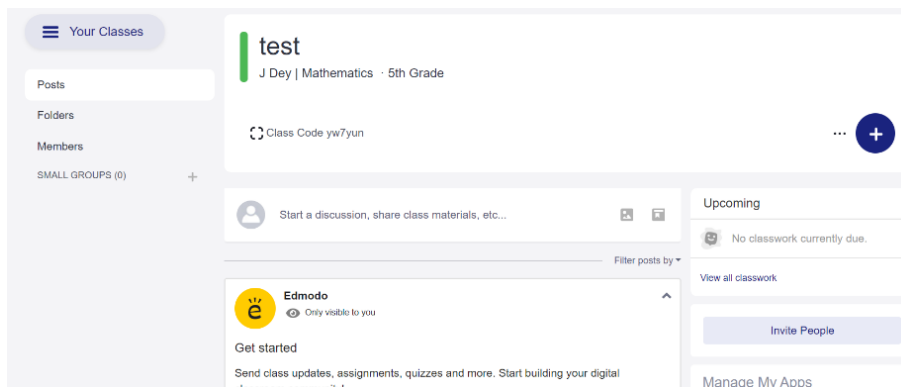 Your Classes
Posts
Folders
Members
SMALL GROUPS (0) +
test
J Dey | Mathematics · 5th Grade
Class Code yw7yun
Start a discussion, share class materials, etc...
Filter posts by
Edmodo
Only visible to you
Get started
Send class updates, assignments, quizzes and more. Start building your digital
Upcoming
No classwork currently due.
View all classwork
Invite People
Manage My Apps